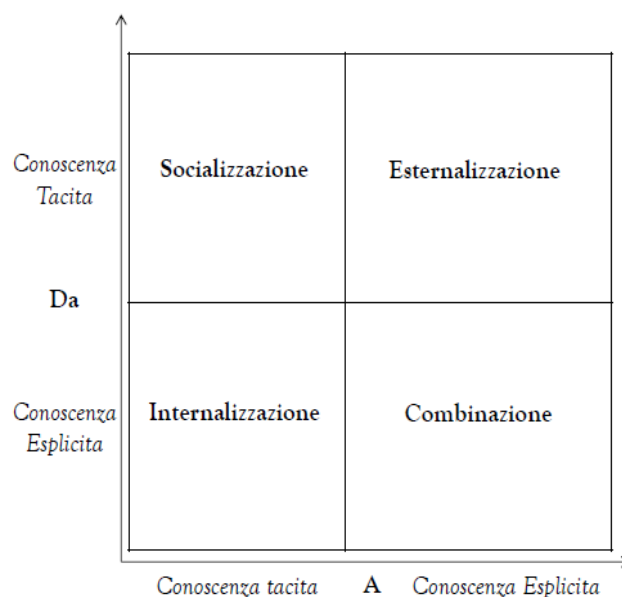 Conoscenza
Tacita
Socializzazione
Esternalizzazione
Da
Conoscenza
Esplicita
Internalizzazione
Combinazione
Conoscenza tacita
A
Conoscenza Esplicita